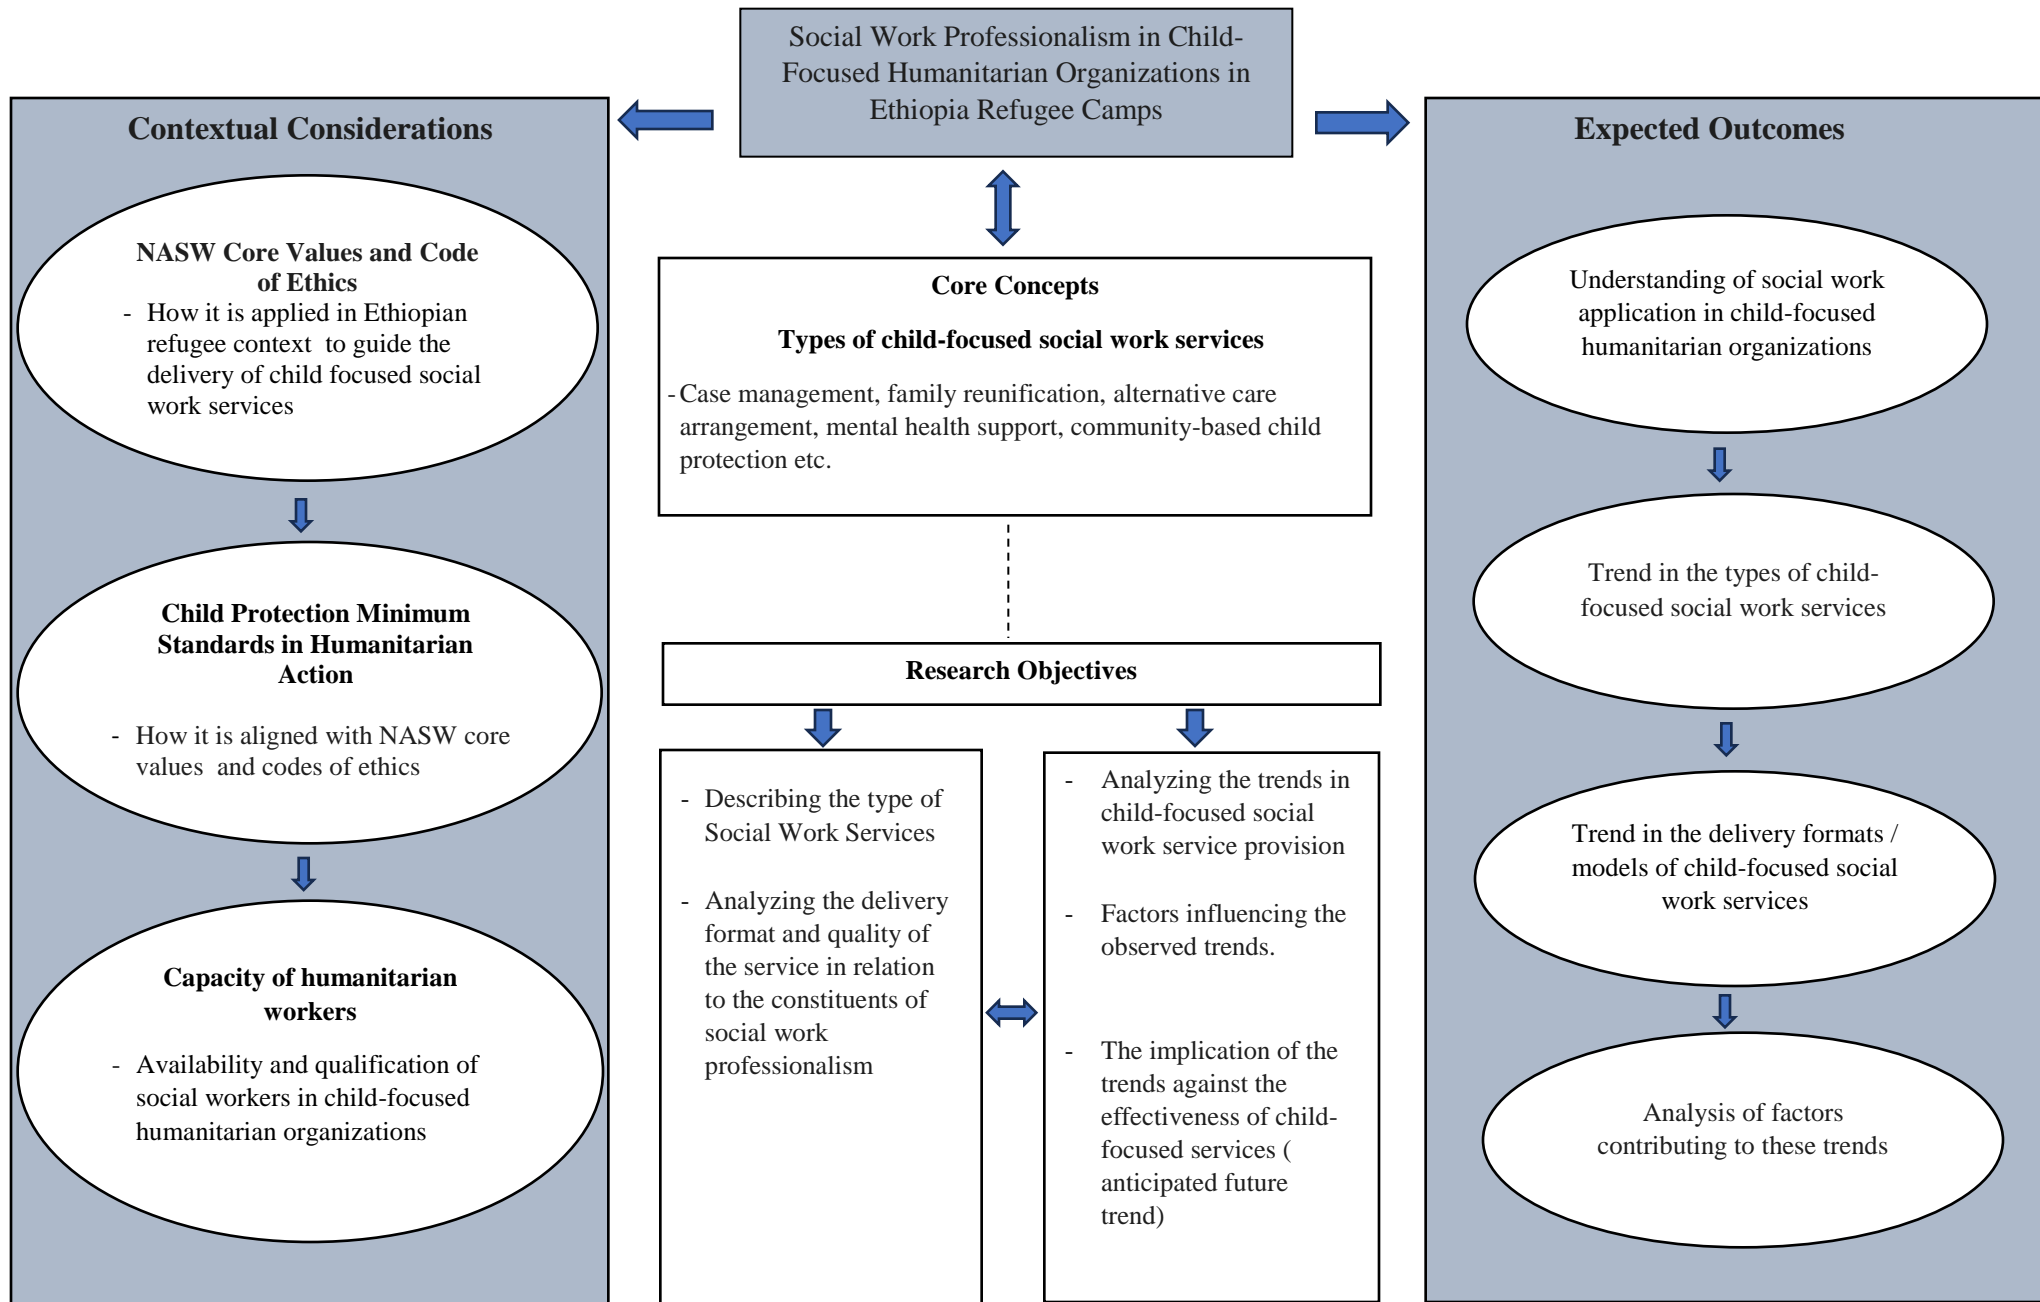 Social Work Professionalism in Child-
Focused Humanitarian Organizations in
Ethiopia Refugee Camps
Contextual Considerations
NASW Core Values and Code
of Ethics
- How it is applied in Ethiopian
refugee context to guide the
delivery of child focused social
work services
Child Protection Minimum
Standards in Humanitarian
Action
- How it is aligned with NASW core
values and codes of ethics
Capacity of humanitarian
workers
- Availability and qualification of
social workers in child-focused
humanitarian organizations
Core Concepts
Types of child-focused social work services
- Case management, family reunification, alternative care
arrangement, mental health support, community-based child
protection etc.
Research Objectives
- Describing the type of
Social Work Services
- Analyzing the delivery
format and quality of
the service in relation
to the constituents of
social work
professionalism
- Analyzing the trends in
child-focused social
work service provision
- Factors influencing the
observed trends.
- The implication of the
trends against the
effectiveness of child-
focused services (
anticipated future
trend)
Expected Outcomes
Understanding of social work
application in child-focused
humanitarian organizations
Trend in the types of child-
focused social work services
Trend in the delivery formats /
models of child-focused social
work services
Analysis of factors
contributing to these trends